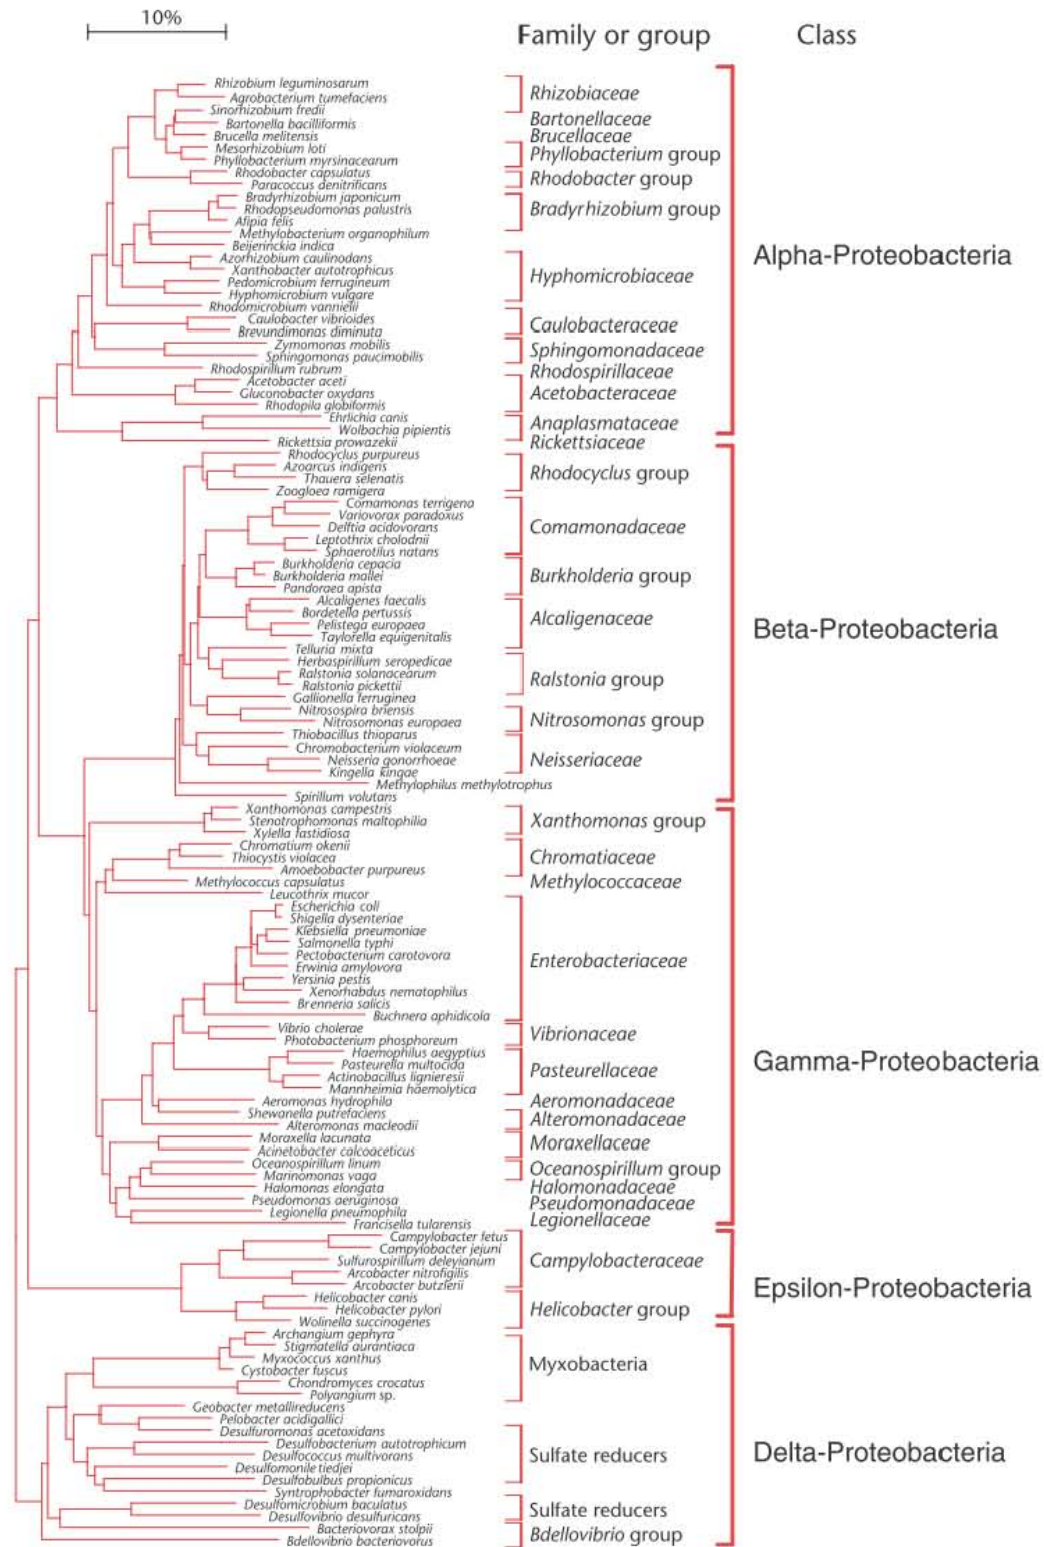 10%
Family or group
Class
Rhizobium leguminosarum
Agrobacterium tumefaciens
Sinorhizobium fredii
Bartonella bacilliformis
Brucella melitensis
Mesorhizobium loti
Phyllobacterium myrsinacearum
Rhodobacter capsulatus
Paracoccus denitrificans
Bradyrhizobium japonicum
Rhodopseudomonas palustris
Afipia felis
Methylobacterium organophilum
Beijerinckia indica
Azorhizobium caulinodans
Xanthobacter autotrophicus
Pedomicrobium ferrugineum
Hyphomicrobium vulgare
Rhodomicrobium vannielii
Caulobacter vibrioides
Brevundimonas diminuta
Zymomonas mobilis
Sphingomonas paucimobilis
Rhodospirillum rubrum
Acetobacter aceti
Gluconobacter oxydans
Rhodopila globiformis
Ehrlichia canis
Wolbachia pipientis
Rickettsia prowazekii
Rhodocyclus purpureus
Azoarcus indigens
Thauera selenatis
Zoogloea ramigera
Comamonas terrigena
Variovorax paradoxus
Delftia acidovorans
Leptothrix cholodnii
Sphaerotilus natans
Burkholderia cepacia
Burkholderia mallei
Pandoraea apista
Alcaligenes faecalis
Bordetella pertussis
Pelistega europaea
Taylorella equigenitalis
Telluria mixta
Herbaspirillum seropedicae
Ralstonia solanacearum
Ralstonia pickettii
Gallionella ferruginea
Nitrosospira briensis
Nitrosomonas europaea
Thiobacillus thioparus
Chromobacterium violaceum
Neisseria gonorrhoeae
Kingella kingae
Methylophilus methylotrophus
Spirillum volutans
Xanthomonas campestris
Stenotrophomonas maltophilia
Xylella fastidiosa
Chromatium okenii
Thiocystis violacea
Amoebobacter purpureus
Methylococcus capsulatus
Leucothrix mucor
Escherichia coli
Shigella dysenteriae
Klebsiella pneumoniae
Salmonella typhi
Pectobacterium carotovora
Erwinia amylovora
Yersinia pestis
Xenorhabdus nematophilus
Brenneria salicis
Buchnera aphidicola
Vibrio cholerae
Photobacterium phosphoreum
Haemophilus aegyptius
Pasteurella multocida
Actinobacillus lignieresii
Mannheimia haemolytica
Aeromonas hydrophila
Shewanella putrefaciens
Alteromonas macleodii
Moraxella lacunata
Acinetobacter calcoaceticus
Oceanospirillum linum
Marinomonas vaga
Halomonas elongata
Pseudomonas aeruginosa
Legionella pneumophila
Francisella tularensis
Campylobacter fetus
Campylobacter jejuni
Sulfurospirillum deleyianum
Arcobacter nitrofigilis
Arcobacter butzlerii
Helicobacter canis
Helicobacter pylori
Wolinella succinogenes
Archangium gephyra
Stigmatella aurantiaca
Myxococcus xanthus
Cystobacter fuscus
Chondromyces crocatus
Polyangium sp.
Geobacter metallireducens
Pelobacter acidigallici
Desulfuromonas acetoxidans
Desulfobacterium autotrophicum
Desulfococcus multivorans
Desulfomonile tiedjei
Desulfobulbus propionicus
Syntrophobacter fumaroxidans
Desulfomicrobium baculatus
Desulfovibrio desulfuricans
Bacteriovorax stolpii
Bdellovibrio bacteriovorus
Rhizobiaceae
Bartonellaceae
Brucellaceae
Phyllobacterium group
Rhodobacter group
Bradyrhizobium group
Hyphomicrobiaceae
Caulobacteraceae
Sphingomonadaceae
Rhodospirillaceae
Acetobacteraceae
Anaplasmataceae
Rickettsiaceae
Rhodocyclus group
Comamonadaceae
Burkholderia group
Alcaligenaceae
Ralstonia group
Nitrosomonas group
Neisseriaceae
Xanthomonas group
Chromatiaceae
Methylococcaceae
Enterobacteriaceae
Vibrionaceae
Pasteurellaceae
Aeromonadaceae
Alteromonadaceae
Moraxellaceae
Oceanospirillum group
Halomonadaceae
Pseudomonadaceae
Legionellaceae
Campylobacteraceae
Helicobacter group
Myxobacteria
Sulfate reducers
Sulfate reducers
Bdellovibrio group
Alpha-Proteobacteria
Beta-Proteobacteria
Gamma-Proteobacteria
Epsilon-Proteobacteria
Delta-Proteobacteria